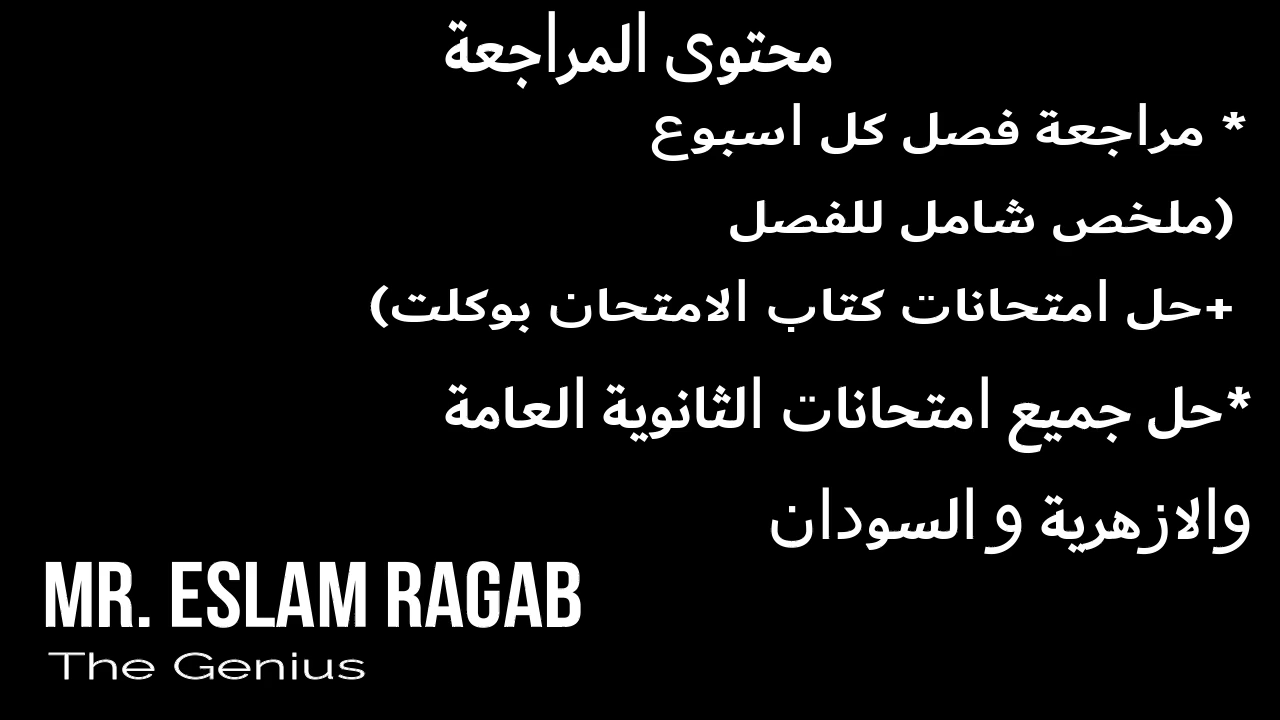 محتوى المراجعة
* مراجعة فصل كل اسبوع
(ملخص شامل للفصل
+حل امتحانات كتاب الامتحان بوكلت)
*حل جميع امتحانات الثانوية العامة
والازهرية و السودان
MR. ESLAM RAGAB
The Genius